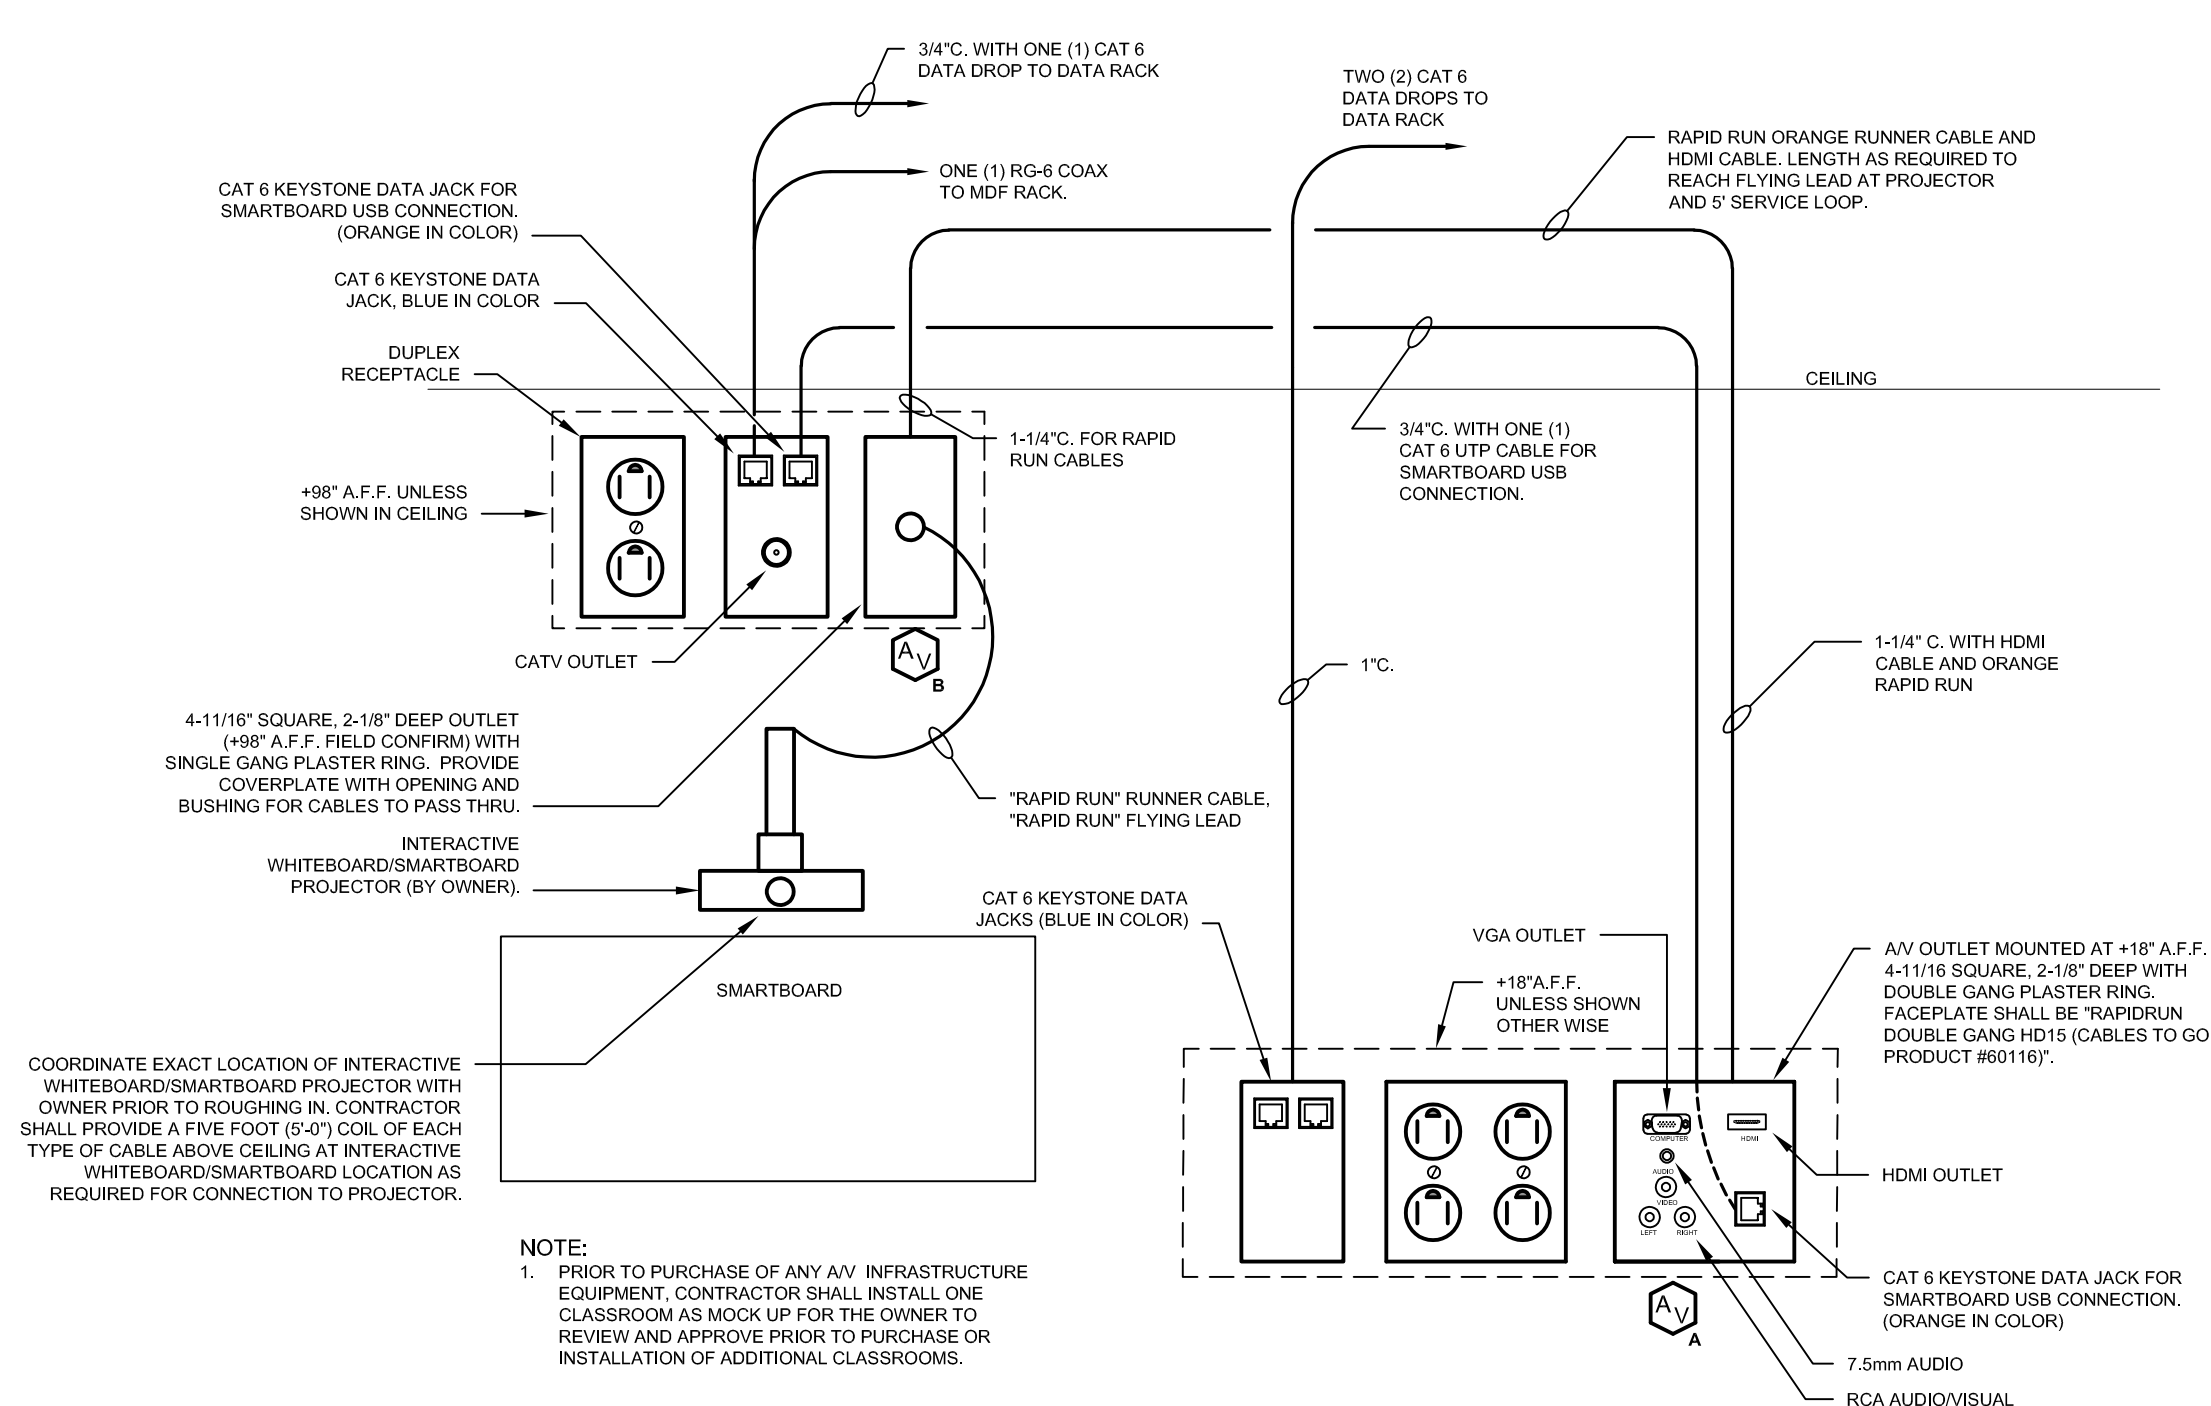 3/4"C. WITH ONE (1) CAT 6
DATA DROP TO DATA RACK
TWO (2) CAT 6
DATA DROPS TO
DATA RACK
RAPID RUN ORANGE RUNNER CABLE AND
HDMI CABLE. LENGTH AS REQUIRED TO
REACH FLYING LEAD AT PROJECTOR
AND 5' SERVICE LOOP.
ONE (1) RG-6 COAX
TO MDF RACK.
CAT 6 KEYSTONE DATA JACK FOR
SMARTBOARD USB CONNECTION.
(ORANGE IN COLOR)
CAT 6 KEYSTONE DATA
JACK, BLUE IN COLOR
DUPLEX
RECEPTACLE
CEILING
1-1/4"C. FOR RAPID
RUN CABLES
3/4"C. WITH ONE (1)
CAT 6 UTP CABLE FOR
SMARTBOARD USB
CONNECTION.
+98" A.F.F. UNLESS
SHOWN IN CEILING
CATV OUTLET
A
V
B
1"C.
1-1/4" C. WITH HDMI
CABLE AND ORANGE
RAPID RUN
4-11/16" SQUARE, 2-1/8" DEEP OUTLET
(+98" A.F.F. FIELD CONFIRM) WITH
SINGLE GANG PLASTER RING. PROVIDE
COVERPLATE WITH OPENING AND
BUSHING FOR CABLES TO PASS THRU.
"RAPID RUN" RUNNER CABLE,
"RAPID RUN" FLYING LEAD
INTERACTIVE
WHITEBOARD/SMARTBOARD
PROJECTOR (BY OWNER).
CAT 6 KEYSTONE DATA
JACKS (BLUE IN COLOR)
VGA OUTLET
+18"A.F.F.
UNLESS SHOWN
OTHER WISE
A/V OUTLET MOUNTED AT +18" A.F.F.
4-11/16 SQUARE, 2-1/8" DEEP WITH
DOUBLE GANG PLASTER RING.
FACEPLATE SHALL BE "RAPIDRUN
DOUBLE GANG HD15 (CABLES TO GO
PRODUCT #60116)".
SMARTBOARD
COORDINATE EXACT LOCATION OF INTERACTIVE
WHITEBOARD/SMARTBOARD PROJECTOR WITH
OWNER PRIOR TO ROUGHING IN. CONTRACTOR
SHALL PROVIDE A FIVE FOOT (5'-0") COIL OF EACH
TYPE OF CABLE ABOVE CEILING AT INTERACTIVE
WHITEBOARD/SMARTBOARD LOCATION AS
REQUIRED FOR CONNECTION TO PROJECTOR.
COMPUTER
HDMI
AUDIO
VIDEO
LEFT
RIGHT
HDMI OUTLET
CAT 6 KEYSTONE DATA JACK FOR
SMARTBOARD USB CONNECTION.
(ORANGE IN COLOR)
A
V
A
7.5mm AUDIO
RCA AUDIO/VISUAL
NOTE:
1. PRIOR TO PURCHASE OF ANY A/V INFRASTRUCTURE
EQUIPMENT, CONTRACTOR SHALL INSTALL ONE
CLASSROOM AS MOCK UP FOR THE OWNER TO
REVIEW AND APPROVE PRIOR TO PURCHASE OR
INSTALLATION OF ADDITIONAL CLASSROOMS.